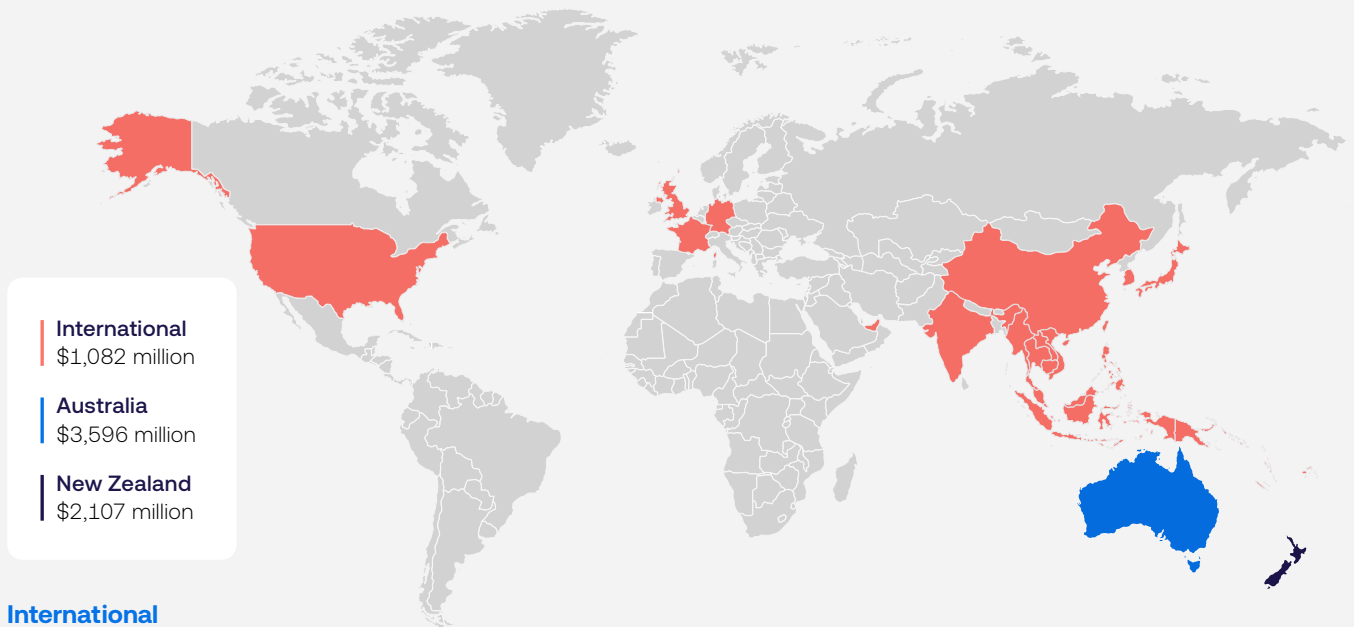 International
$1,082 million
Australia
$3,596 million
New Zealand
$2,107 million
International